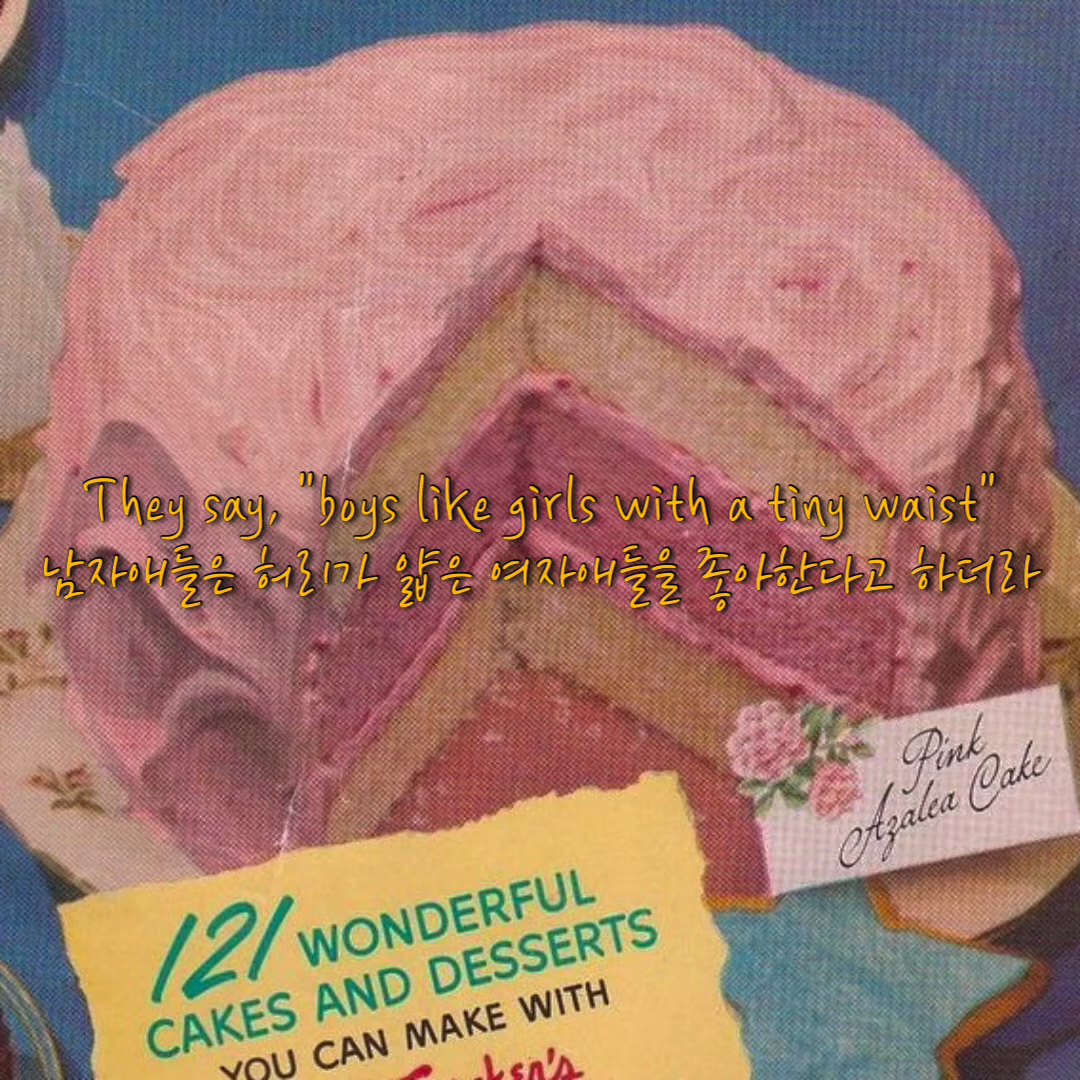 They say, "boys like girls with a tiny waist"
남자애들은 허리가 얇은 여자애들을 좋아한다고 하더라
Pink
Azalea Cake
121 WONDERFUL
CAKES AND DESSERTS
YOU CAN MAKE WITH